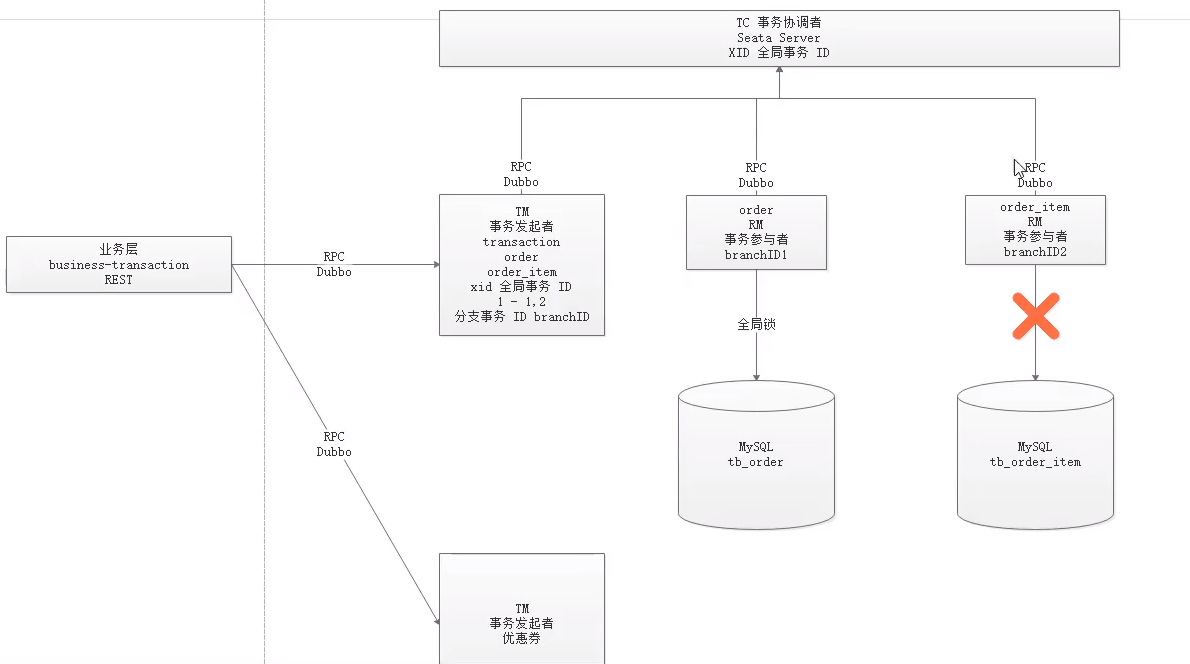 TC 事务协调者
Seata Server
XID 全局事务 ID
RPC
Dubbo
RPC
Dubbo
RPC
Dubbo
业务层
business-transaction
REST
RPC
Dubbo
TM
事务发起者
transaction
order
order_item
xid 全局事务 ID
1 - 1,2
分支事务 ID branchID
order
RM
事务参与者
branchID1
order_item
RM
事务参与者
branchID2
全局锁
MySQL
tb_order
MySQL
tb_order_item
RPC
Dubbo
TM
事务发起者
优惠券